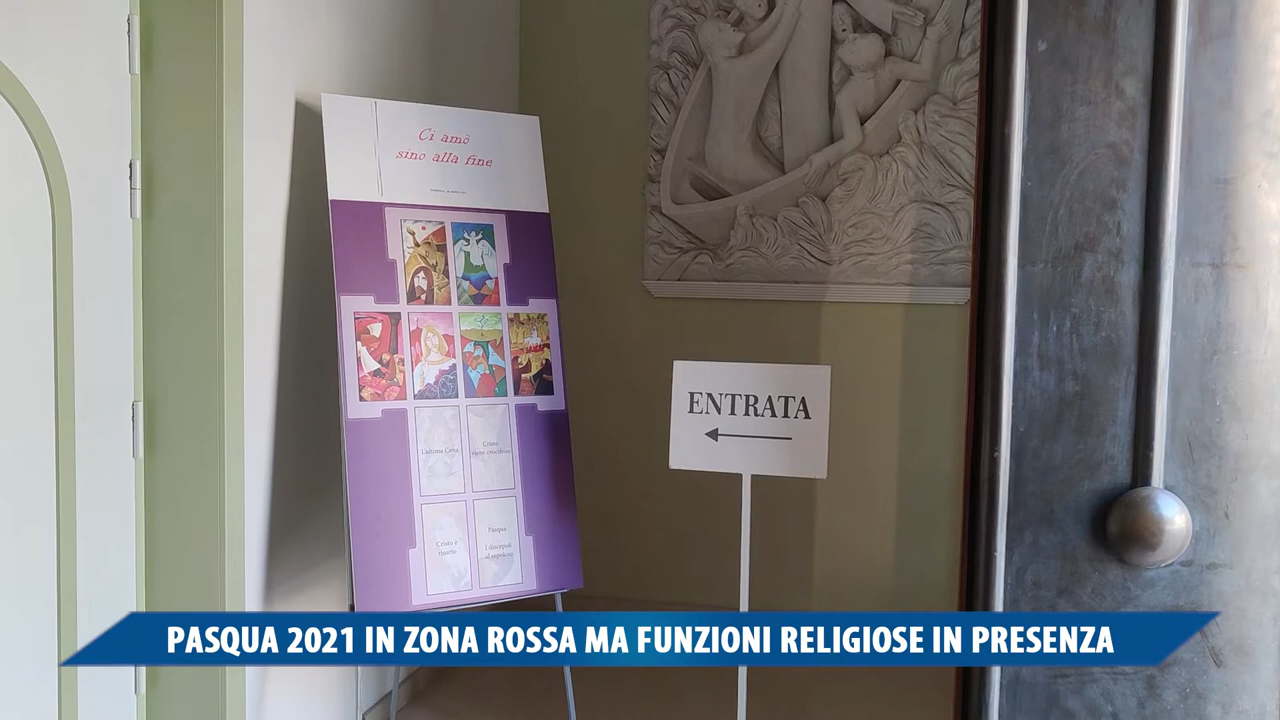 Ci amò
sino alla fine
ENTRATA
L'ultima Cena
Cristo
viene crocifisso
Cristo è
risorto
Pasqua
I discepoli
al sepolcro
PASQUA 2021 IN ZONA ROSSA MA FUNZIONI RELIGIOSE IN PRESENZA